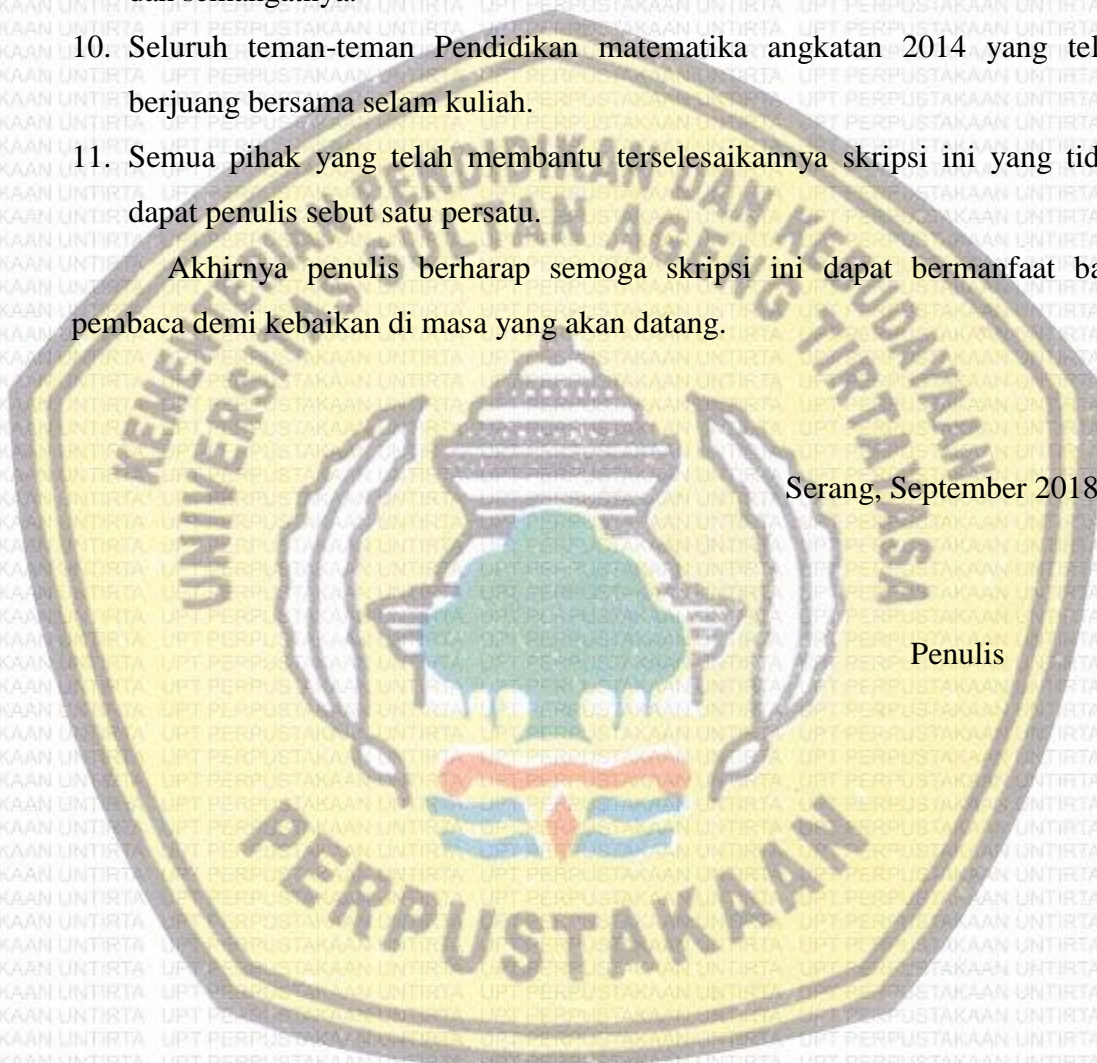 dan semangatnya.
10. Seluruh teman-teman Pendidikan matematika angkatan 2014 yang tel
berjuang bersama selam kuliah.
11. Semua pihak yang telah membantu terselesaikannya skripsi ini yang tid
dapat penulis sebut satu persatu.
Akhirnya penulis berharap semoga skripsi ini dapat bermanfaat ba
pembaca demi kebaikan di masa yang akan datang.
Serang, September 2018
Penulis
KEMENTERIAN PENDIDIKAN DAN KEBUDAYAAN
UNIVERSITAS SULTAN AGENG TIRTAYASA
PERPUSTAKAAN